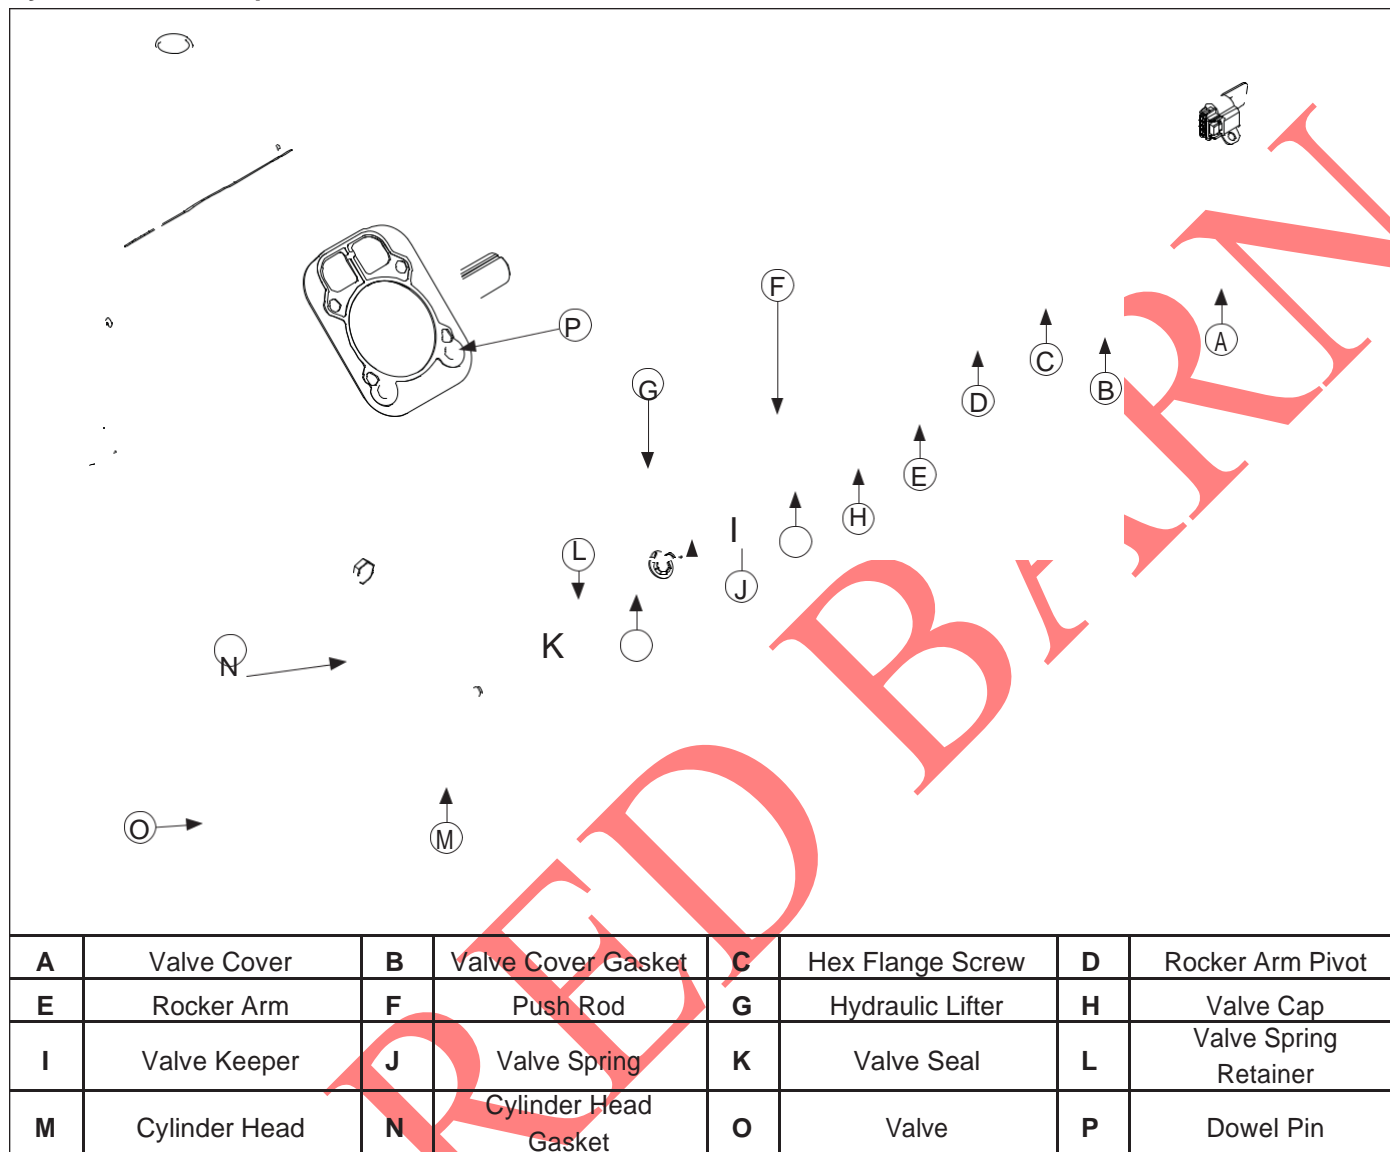 F
P
A
C
G
B
D
E
I
H
L
J
K
N
O
M
RED BARN
A Valve Cover B Valve Cover Gasket C Hex Flange Screw D Rocker Arm Pivot
E Rocker Arm F Push Rod G Hydraulic Lifter H Valve Cap
I Valve Keeper J Valve Spring K Valve Seal L Valve Spring
Retainer
M Cylinder Head N Cylinder Head
Gasket O Valve P Dowel Pin